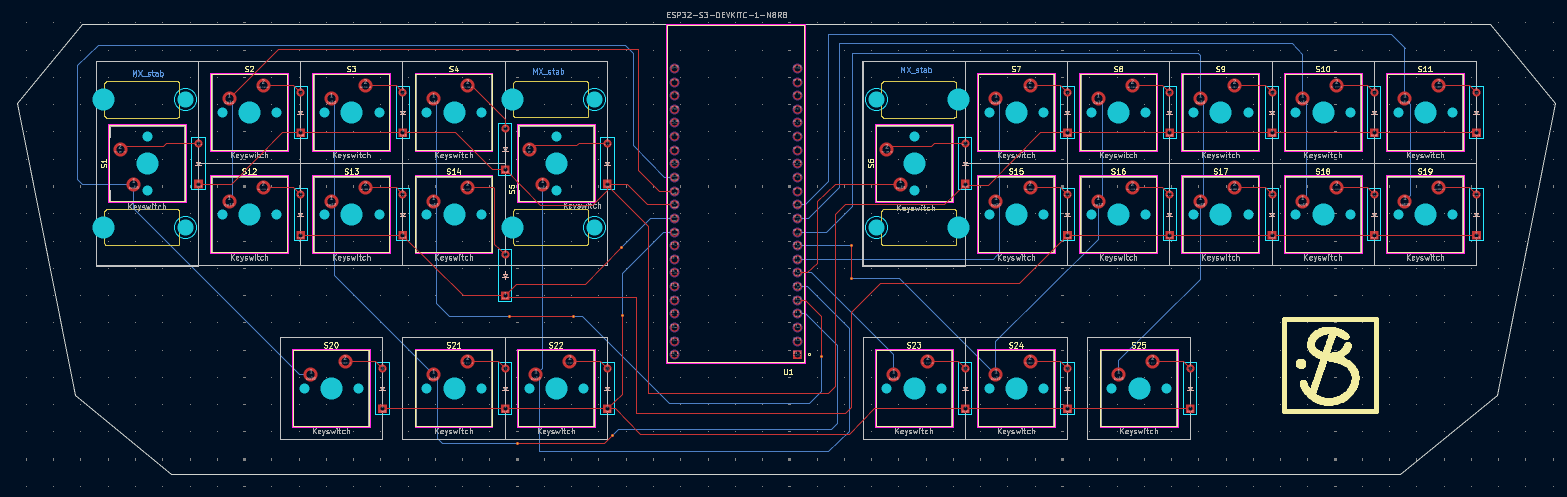 ESP32-S3-DEVKITC-1-N8R8
MX_stab S2 S3 S4 MX_stab MX_stab S7 S8 S9 S10 S11
S1 Keyswitch Keyswitch Keyswitch S5 S6 Keyswitch Keyswitch Keyswitch Keyswitch Keyswitch
S12 S13 S14 S15 S16 S17 S18 S19
Keyswitch Keyswitch Keyswitch
Keyswitch Keyswitch Keyswitch Keyswitch Keyswitch Keyswitch Keyswitch Keyswitch
S20 S21 S22 S23 S24 S25
U1
Keyswitch Keyswitch Keyswitch Keyswitch Keyswitch Keyswitch